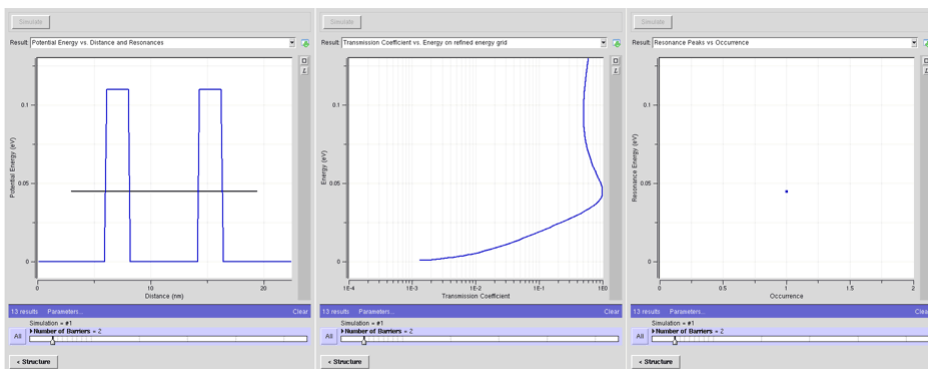 Simulate
Result: Potential Energy vs. Distance and Resonances
Potential Energy (eV)
0.1
0.05
0
0 10 20
Distance (nm)
13 results Parameters... Clear
Simulation = #1
All Number of Barriers = 2
< Structure
Simulate
Result: Transmission Coefficient vs. Energy on refined energy grid
Energy (eV)
0.1
0.05
0
1E-4 1E-3 1E-2 1E-1 1E0
Transmission Coefficient
13 results Parameters... Clear
Simulation = #1
All Number of Barriers = 2
< Structure
Simulate
Result: Resonance Peaks vs Occurrence
Resonance Energy (eV)
0.1
0.05
0
0 0.5 1 1.5 2
Occurrence
13 results Parameters... Clear
Simulation = #1
All Number of Barriers = 2
< Structure